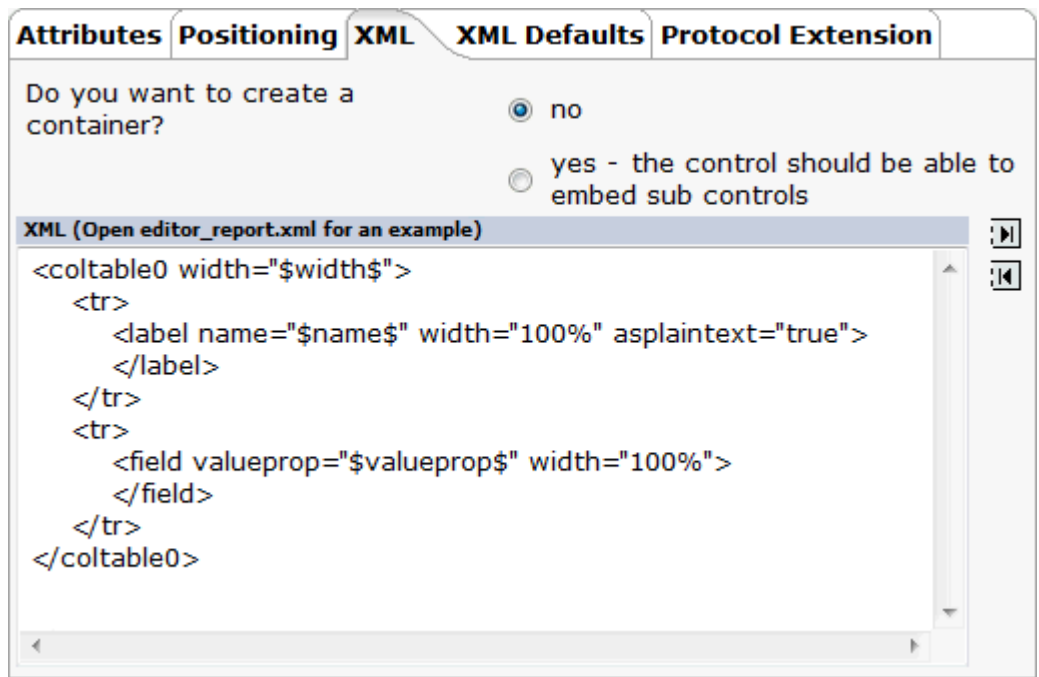 Attributes Positioning XML XML Defaults Protocol Extension
Do you want to create a
container?
no
yes - the control should be able to
embed sub controls
XML (Open editor_report.xml for an example)
<coltable0 width="$width$">
<tr>
<label name="$name$" width="100%" asplaintext="true">
</label>
</tr>
<tr>
<field valueprop="$valueprop$" width="100%">
</field>
</tr>
</coltable0>